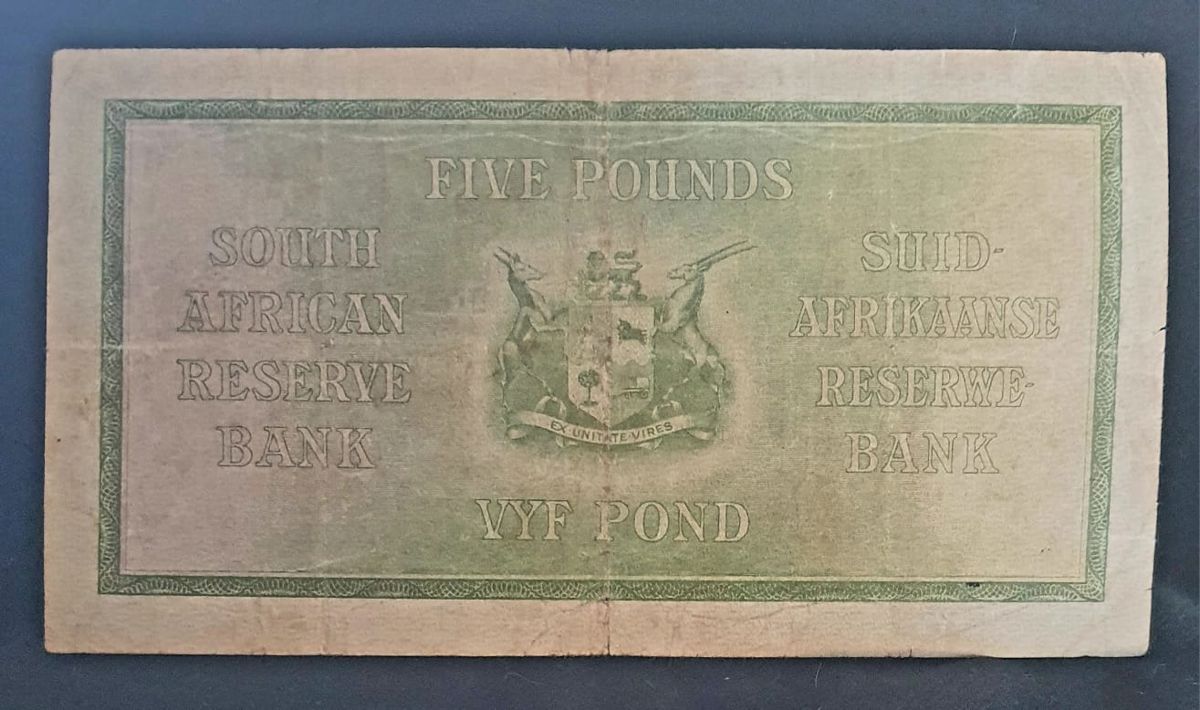 FIVE POUNDS
SOUTH
AFRICAN
RESERVE
BANK
SUID-
AFRIKAANSE
RESERWE-
BANK
EX UNITATE VIRES
VYF POND